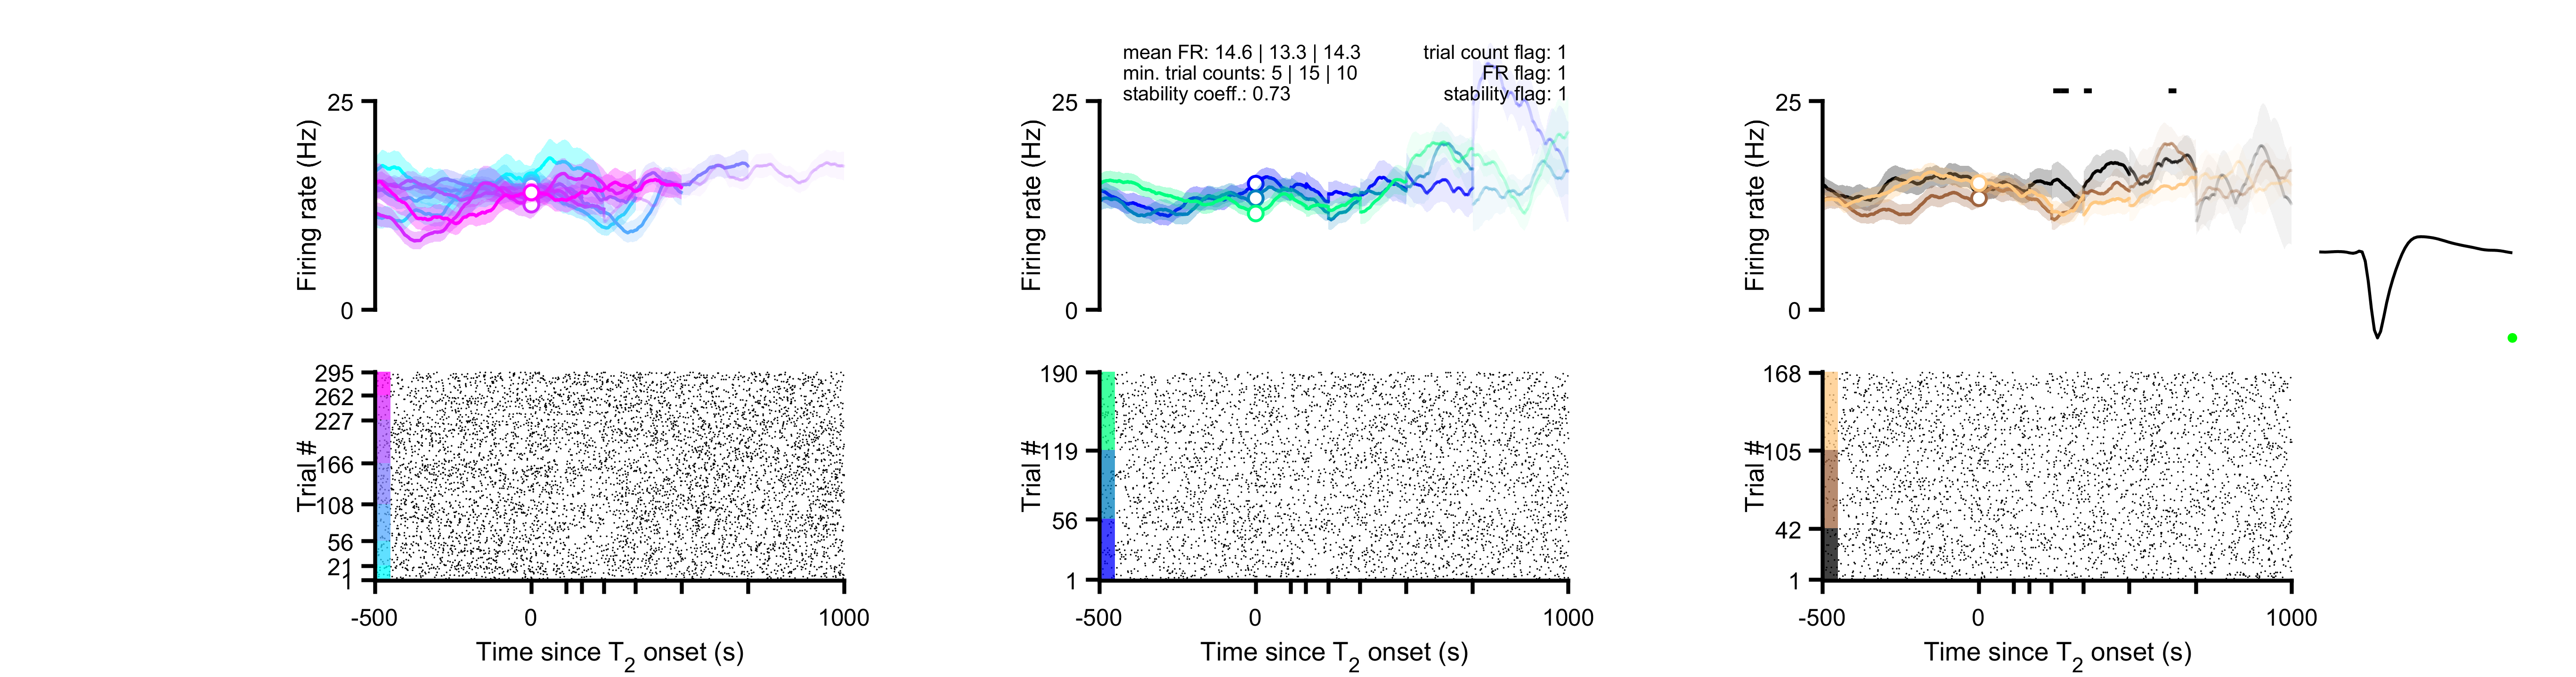 mean FR: 14.6 | 13.3 | 14.3
min. trial counts: 5 | 15 | 10
stability coeff.: 0.73
trial count flag: 1
FR flag: 1
stability flag: 1
25
Firing rate (Hz)
0
25
Firing rate (Hz)
0
25
Firing rate (Hz)
0
295
262
227
166
108
56
21
1
Trial #
-500
0
1000
Time since T2 onset (s)
190
119
56
1
Trial #
-500
0
1000
Time since T2 onset (s)
168
105
42
1
Trial #
-500
0
1000
Time since T2 onset (s)